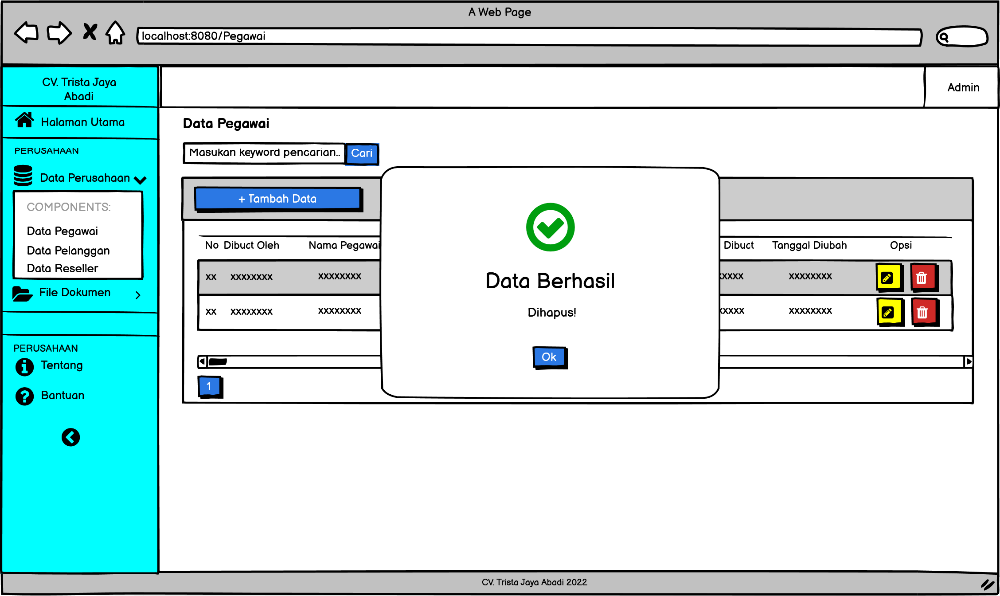 A Web Page
localhost:8080/Pegawai
CV. Trista Jaya
Abadi
Admin
Halaman Utama
PERUSAHAAN
Data Perusahaan
COMPONENTS:
Data Pegawai
Data Pelanggan
Data Reseller
File Dokumen
PERUSAHAAN
Tentang
Bantuan
Data Pegawai
Masukan keyword pencarian.. Cari
+ Tambah Data
No Dibuat Oleh Nama Pegawai Dibuat Tanggal Diubah Opsi
xx xxxxxxxx xxxxxxxx xxxxx xxxxxxxx
xx xxxxxxxx xxxxxxxx xxxxx xxxxxxxx
1
Data Berhasil
Dihapus!
Ok
CV. Trista Jaya Abadi 2022